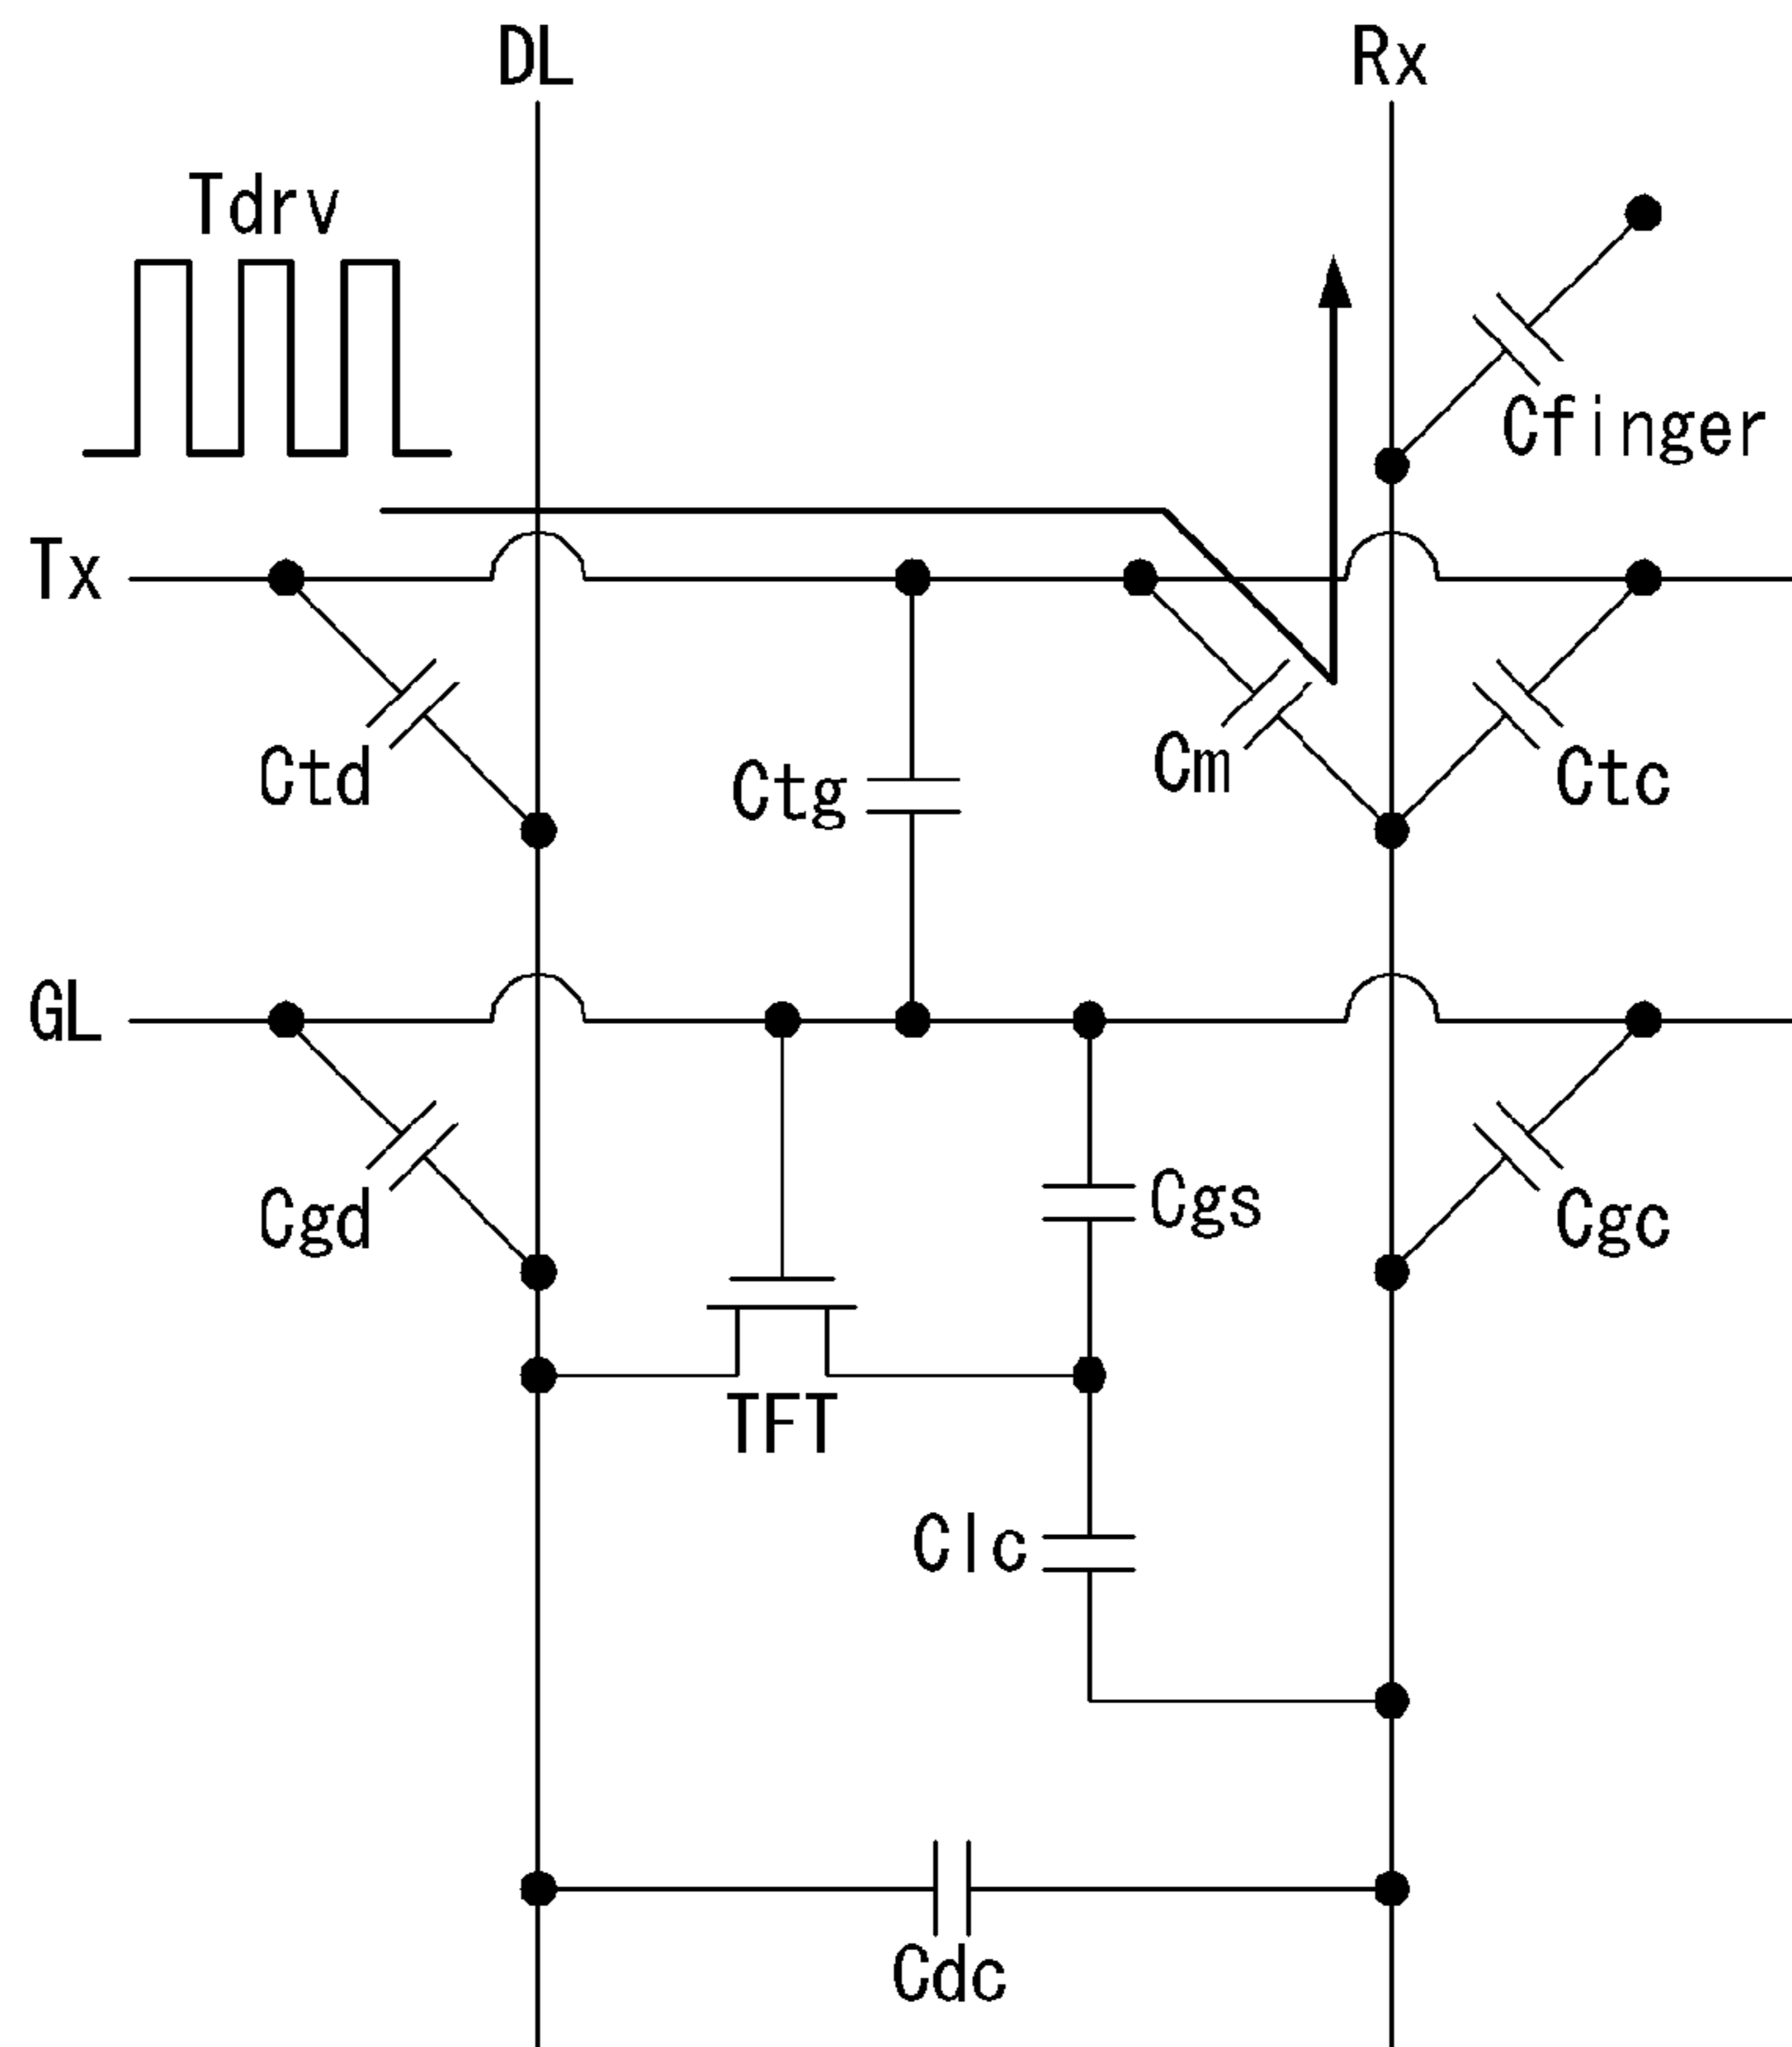 DL
Rx
Tdrv
Cfinger
Tx
Ctd
Ctg
Cm
Ctc
GL
Cgd
Cgs
Cgc
TFT
Clc
Cdc